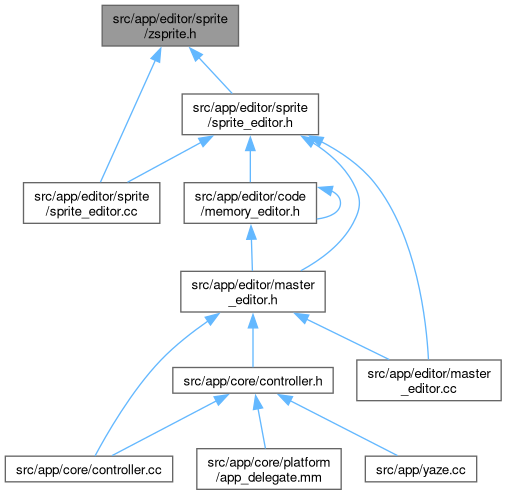 src/app/editor/sprite
/zsprite.h
src/app/editor/sprite
/sprite_editor.h
src/app/editor/sprite
/sprite_editor.cc
src/app/editor/code
/memory_editor.h
src/app/editor/master
_editor.h
src/app/core/controller.h
src/app/editor/master
_editor.cc
src/app/core/controller.cc
src/app/core/platform
/app_delegate.mm
src/app/yaze.cc